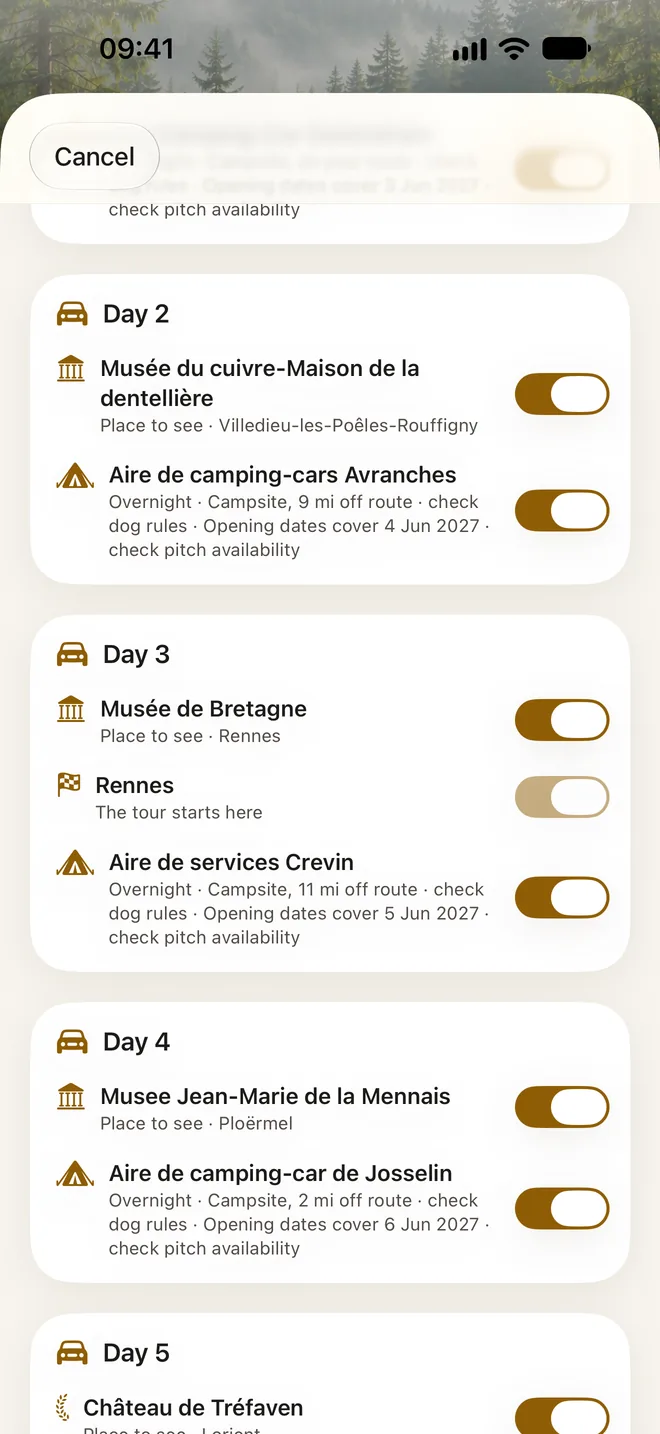 09:41
Cancel
check pitch availability
Day 2
Musée du cuivre-Maison de la
dentellière
Place to see · Villedieu-les-Poêles-Rouffigny
Aire de camping-cars Avranches
Overnight · Campsite, 9 mi off route · check
dog rules · Opening dates cover 4 Jun 2027 ·
check pitch availability
Day 3
Musée de Bretagne
Place to see · Rennes
Rennes
The tour starts here
Aire de services Crevin
Overnight · Campsite, 11 mi off route · check
dog rules · Opening dates cover 5 Jun 2027 ·
check pitch availability
Day 4
Musee Jean-Marie de la Mennais
Place to see · Ploërmel
Aire de camping-car de Josselin
Overnight · Campsite, 2 mi off route · check
dog rules · Opening dates cover 6 Jun 2027 ·
check pitch availability
Day 5
Château de Tréfaven
Place to see · Lorient